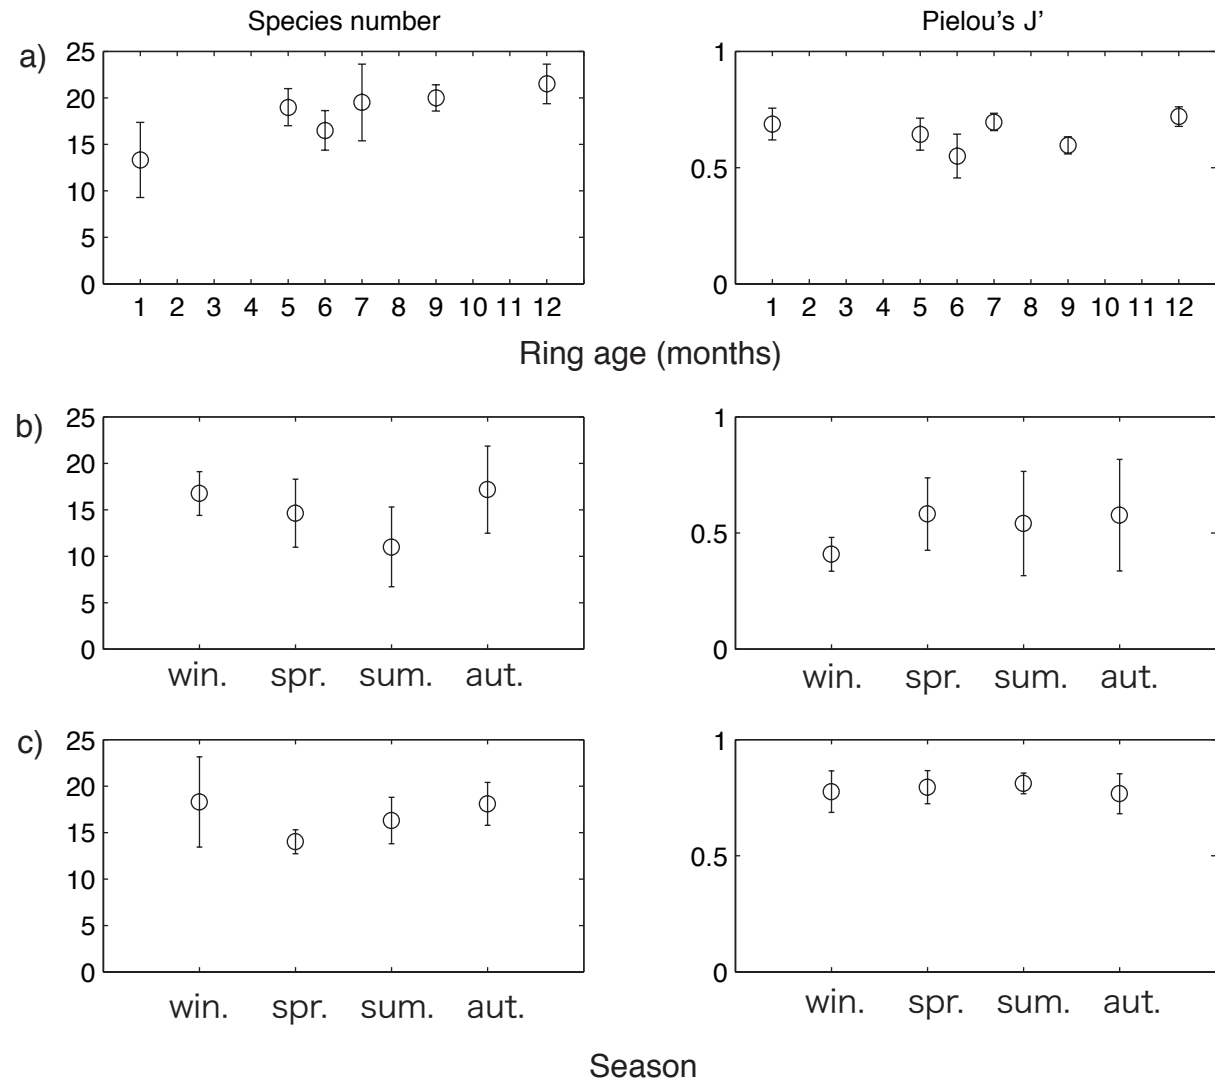 Species number Pielou's J'
a)
25 1
20
15
0.5
10
5
0 0
1 2 3 4 5 6 7 8 9 10 11 12 1 2 3 4 5 6 7 8 9 10 11 12
Ring age (months)
b)
25 1
20
15
0.5
10
5
0 0
win. spr. sum. aut. win. spr. sum. aut.
c)
25 1
20
15
0.5
10
5
0 0
win. spr. sum. aut. win. spr. sum. aut.
Season